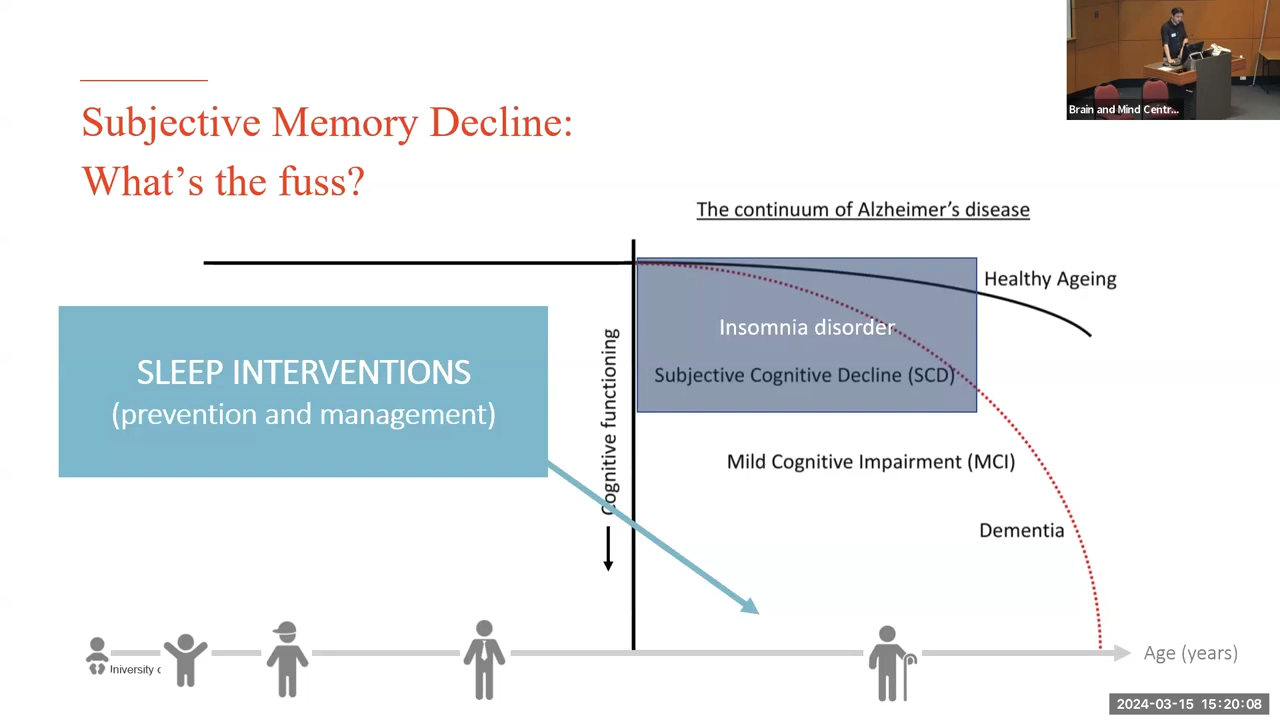 Subjective Memory Decline:
What's the fuss?
Brain and Mind Centr...
The continuum of Alzheimer's disease
Healthy Ageing
Insomnia disorder
Subjective Cognitive Decline (SCD)
SLEEP INTERVENTIONS
(prevention and management)
Cognitive functioning
Mild Cognitive Impairment (MCI)
Dementia
Age (years)
2024-03-15 15:20:08